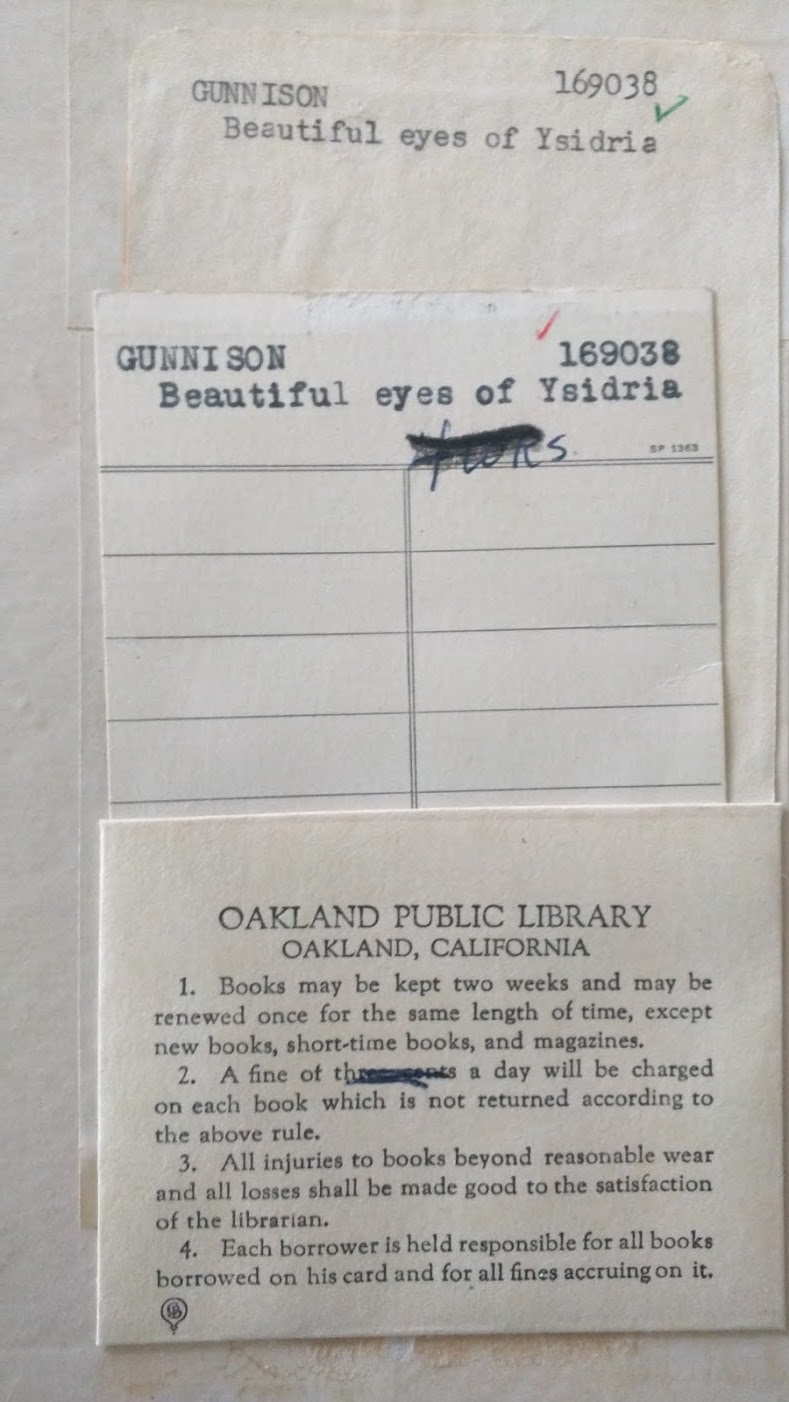 GUNNISON 169038
Beautiful eyes of Ysidria
GUNNISON 169038
Beautiful eyes of Ysidria
SP 1363
OAKLAND PUBLIC LIBRARY
OAKLAND, CALIFORNIA
1. Books may be kept two weeks and may be
renewed once for the same length of time, except
new books, short-time books, and magazines.
2. A fine of a day will be charged
on each book which is not returned according to
the above rule.
3. All injuries to books beyond reasonable wear
and all losses shall be made good to the satisfaction
of the librarian.
4. Each borrower is held responsible for all books
borrowed on his card and for all fines accruing on it.